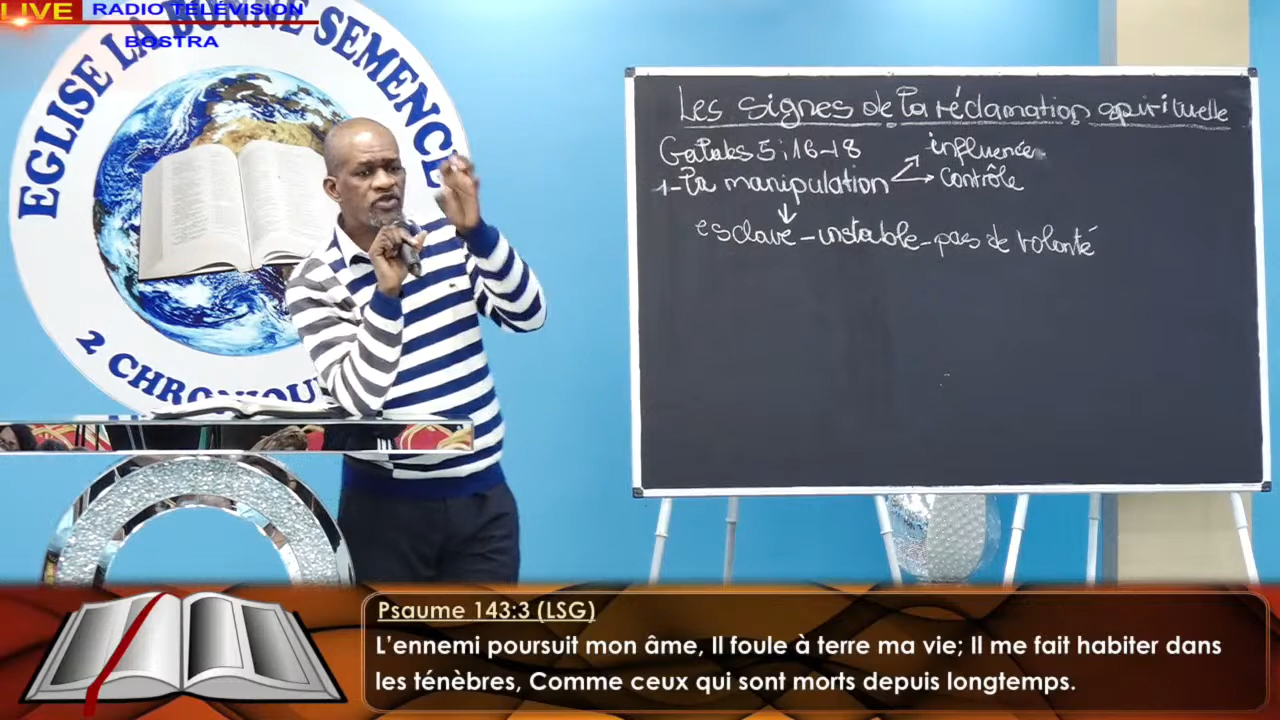 LIVE RADIO TÉLÉVISION
BOSTRA
EGLISE LA BONNE SEMENCE
2 CHRONIQU
Les signes de la réclamation spirituelle
Galates 5:16-18
influence
1- la manipulation
contrôle
esclave - instable - pas de volonté
Psaume 143:3 (LSG)
L'ennemi poursuit mon âme, Il foule à terre ma vie; Il me fait habiter dans
les ténèbres, Comme ceux qui sont morts depuis longtemps.